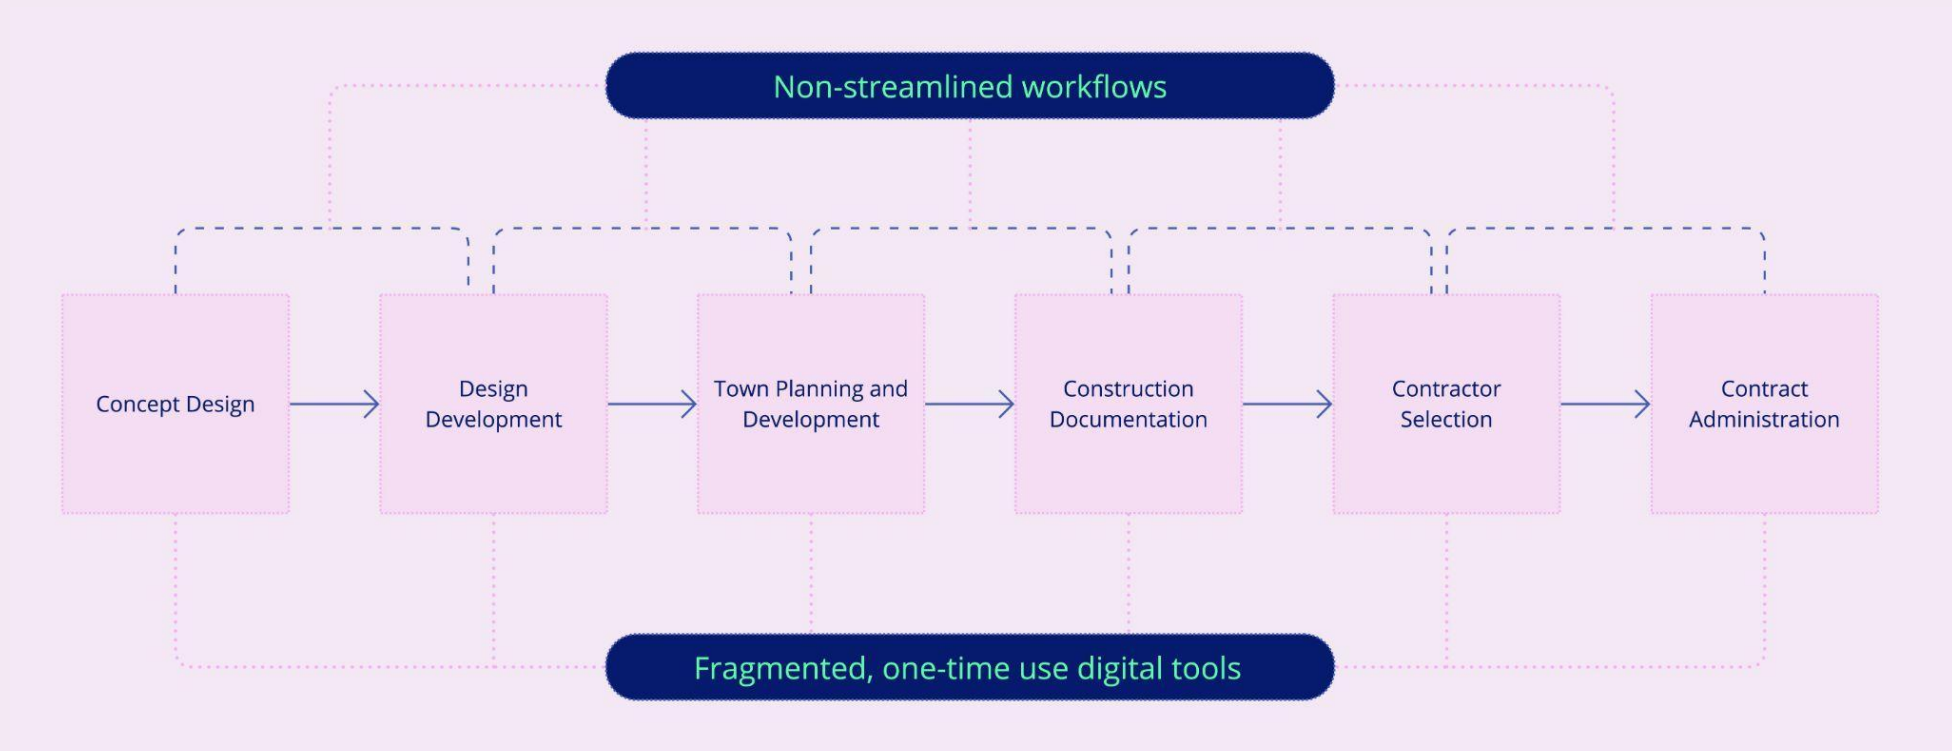 Non-streamlined workflows
Concept Design
Design
Development
Town Planning and
Development
Construction
Documentation
Contractor
Selection
Contract
Administration
Fragmented, one-time use digital tools